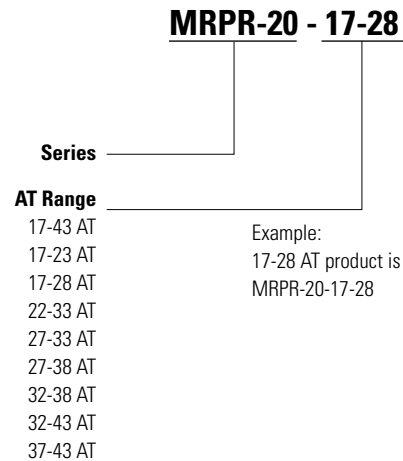 MRPR-20 - 17-28
Series
AT Range
17-43 AT
17-23 AT
17-28 AT
22-33 AT
27-33 AT
27-38 AT
32-38 AT
32-43 AT
37-43 AT
Example:
17-28 AT product is
MRPR-20-17-28